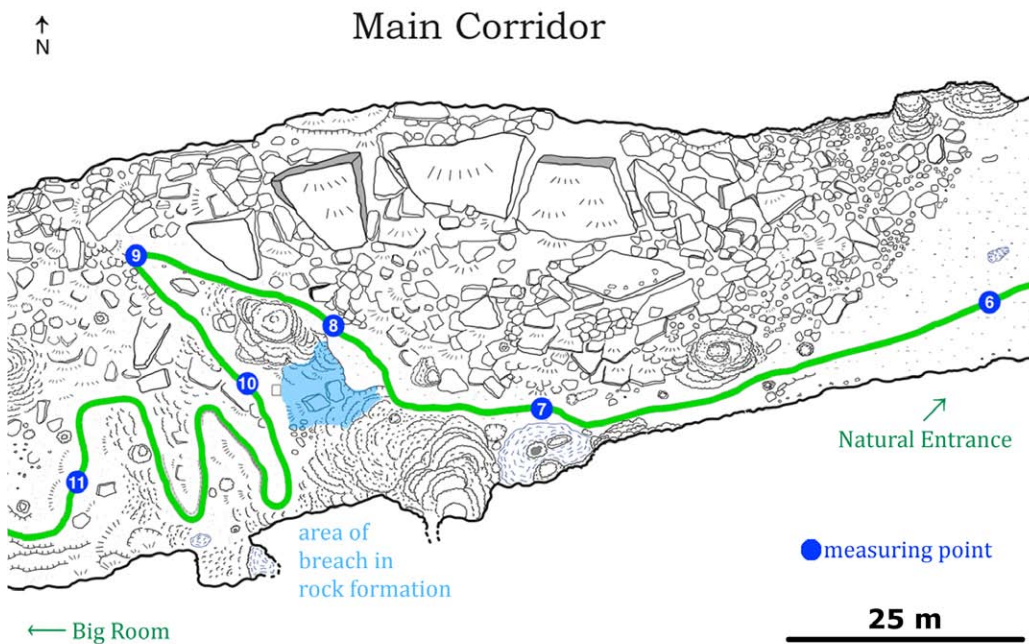 Main Corridor
↑
N
9
8
6
10
7
Natural Entrance
11
area of
breach in
rock formation
measuring point
← Big Room
25 m